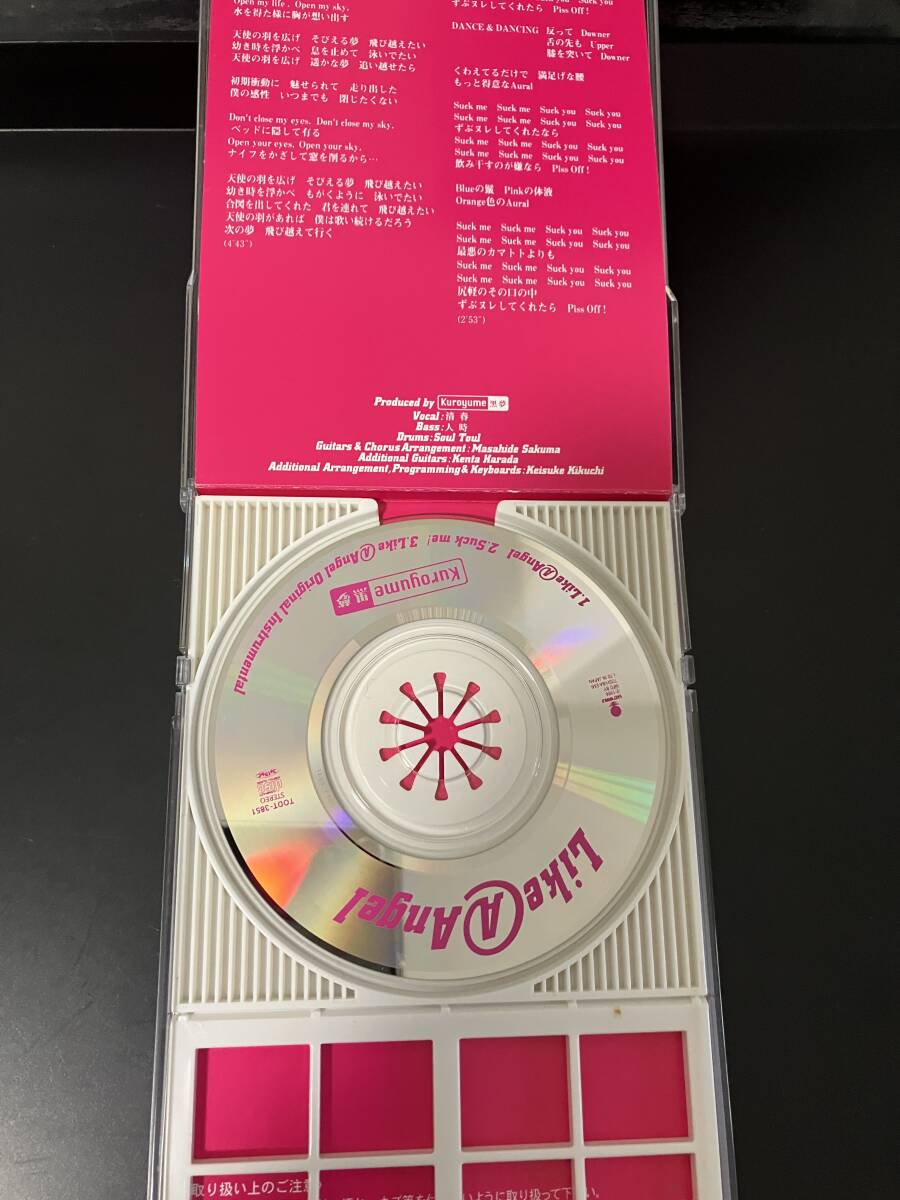 Open my life . Open my sky.
水を得た様に胸が想い出す
天使の羽を広げ そびえる夢 飛び越えたい
幼き時を浮かべ 息を止めて 泳いでたい
天使の羽を広げ 遥かな夢 追い越せたら
初期衝動に 魅せられて 走り出した
僕の感性 いつまでも 閉じたくない
Don't close my eyes. Don't close my sky.
ベッドに隠して有る
Open your eyes. Open your sky.
ナイフをかざして窓を削るから…
天使の羽を広げ そびえる夢 飛び越えたい
幼き時を浮かべ もがくように 泳いでたい
合図を出してくれた 君を連れて 飛び越えたい
天使の羽があれば 僕は歌い続けるだろう
次の夢 飛び越えて行く
(4'43")
ずぶヌレしてくれたら Piss Off!
DANCE & DANCING 反って Downer
舌の先も Upper
膝を突いて Downer
くわえてるだけで 満足げな腰
もっと得意なAural
Suck me Suck me Suck you Suck you
Suck me Suck me Suck you Suck you
ずぶヌレしてくれたなら
Suck me Suck me Suck you Suck you
Suck me Suck me Suck you Suck you
飲み干すのが嫌なら Piss Off!
Blueの Pinkの体液
Orange色のAural
Suck me Suck me Suck you Suck you
Suck me Suck me Suck you Suck you
最悪のカマトトよりも
Suck me Suck me Suck you Suck you
Suck me Suck me Suck you Suck you
尻軽のその口の中
ずぶヌレしてくれたら Piss Off!
(2'53")
Produced by Kuroyume 黒夢
Vocal:清春
Bass:人時
Drums:Soul Toul
Guitars & Chorus Arrangement:Masahide Sakuma
Additional Guitars:Kenta Harada
Additional Arrangement, Programming & Keyboards:Keisuke Kikuchi
1.Like @ Angel 2.Suck me! 3.Like @ Angel Original Instrumental
Kuroyume 黒夢
STEREO
TODT-3851
Like @ Angel
取り扱い上のご注意
ように取り扱って下さい。